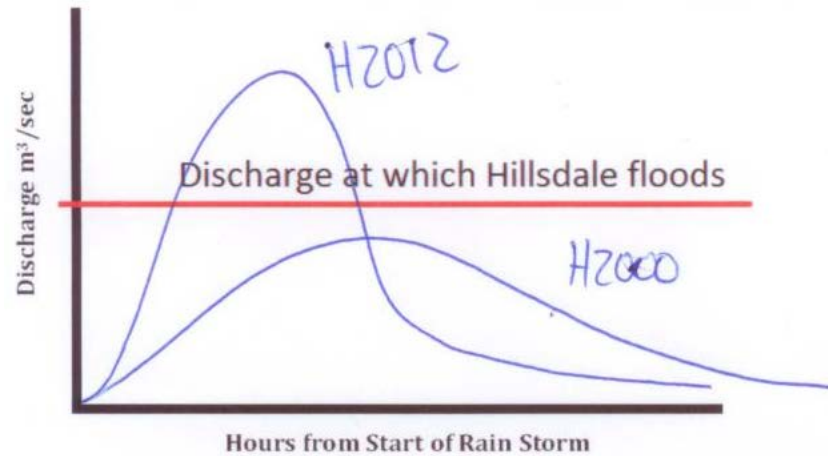 H2012
Discharge at which Hillsdale floods
H2000
Discharge m³/sec
Hours from Start of Rain Storm